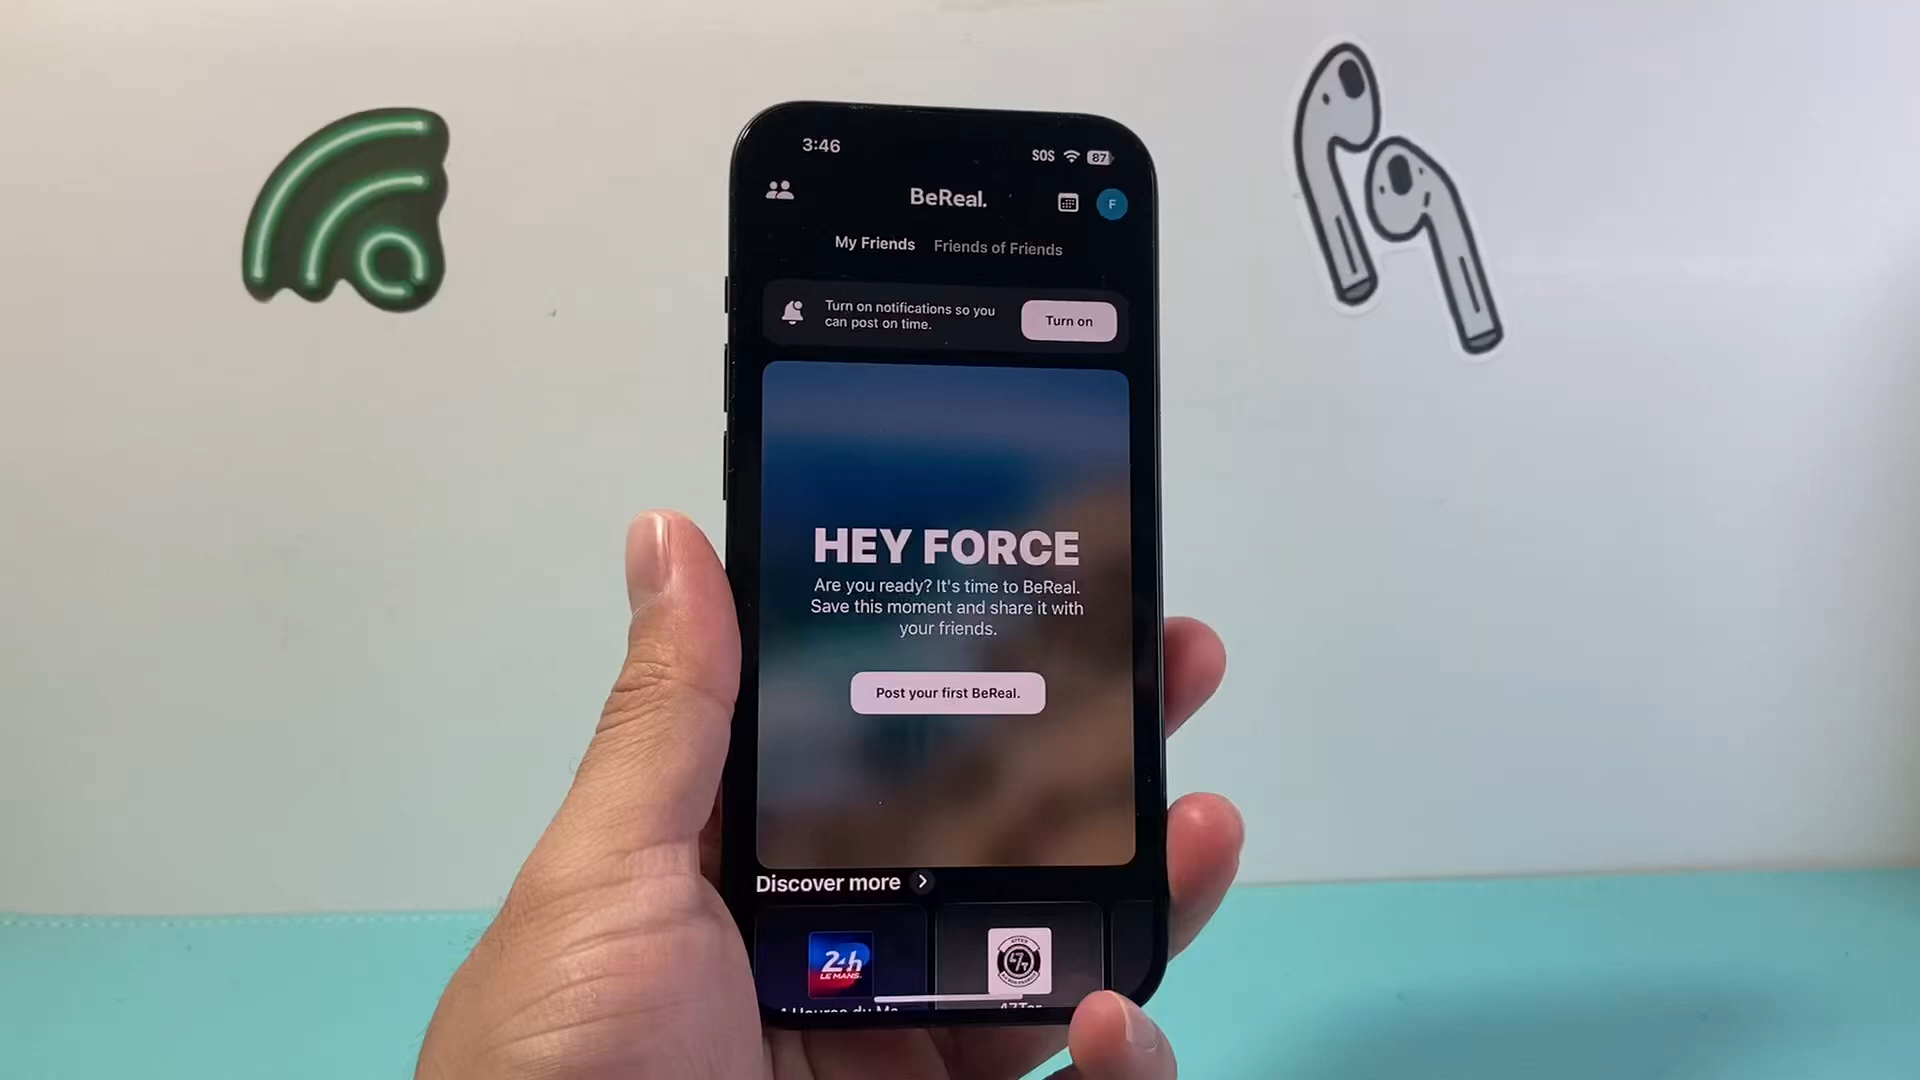 3:46
SOS
87
BeReal.
F
My Friends
Friends of Friends
Turn on notifications so you
can post on time.
Turn on
HEY FORCE
Are you ready? It's time to BeReal.
Save this moment and share it with
your friends.
Post your first BeReal.
Discover more
24h
LE MANS
47Ter